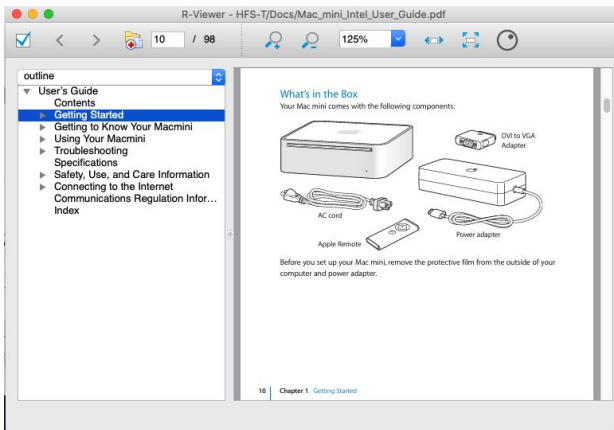 R-Viewer - HFS-T/Docs/Mac_mini_Intel_User_Guide.pdf
10 / 98
125%
outline
User's Guide
Contents
Getting Started
Getting to Know Your Macmini
Using Your Macmini
Troubleshooting
Specifications
Safety, Use, and Care Information
Connecting to the Internet
Communications Regulation Infor...
Index
What's in the Box
Your Mac mini comes with the following components:
DVI to VGA
Adapter
AC cord
Power adapter
Apple Remote
Before you set up your Mac mini, remove the protective film from the outside of your
computer and power adapter.
10 Chapter 1 Getting Started